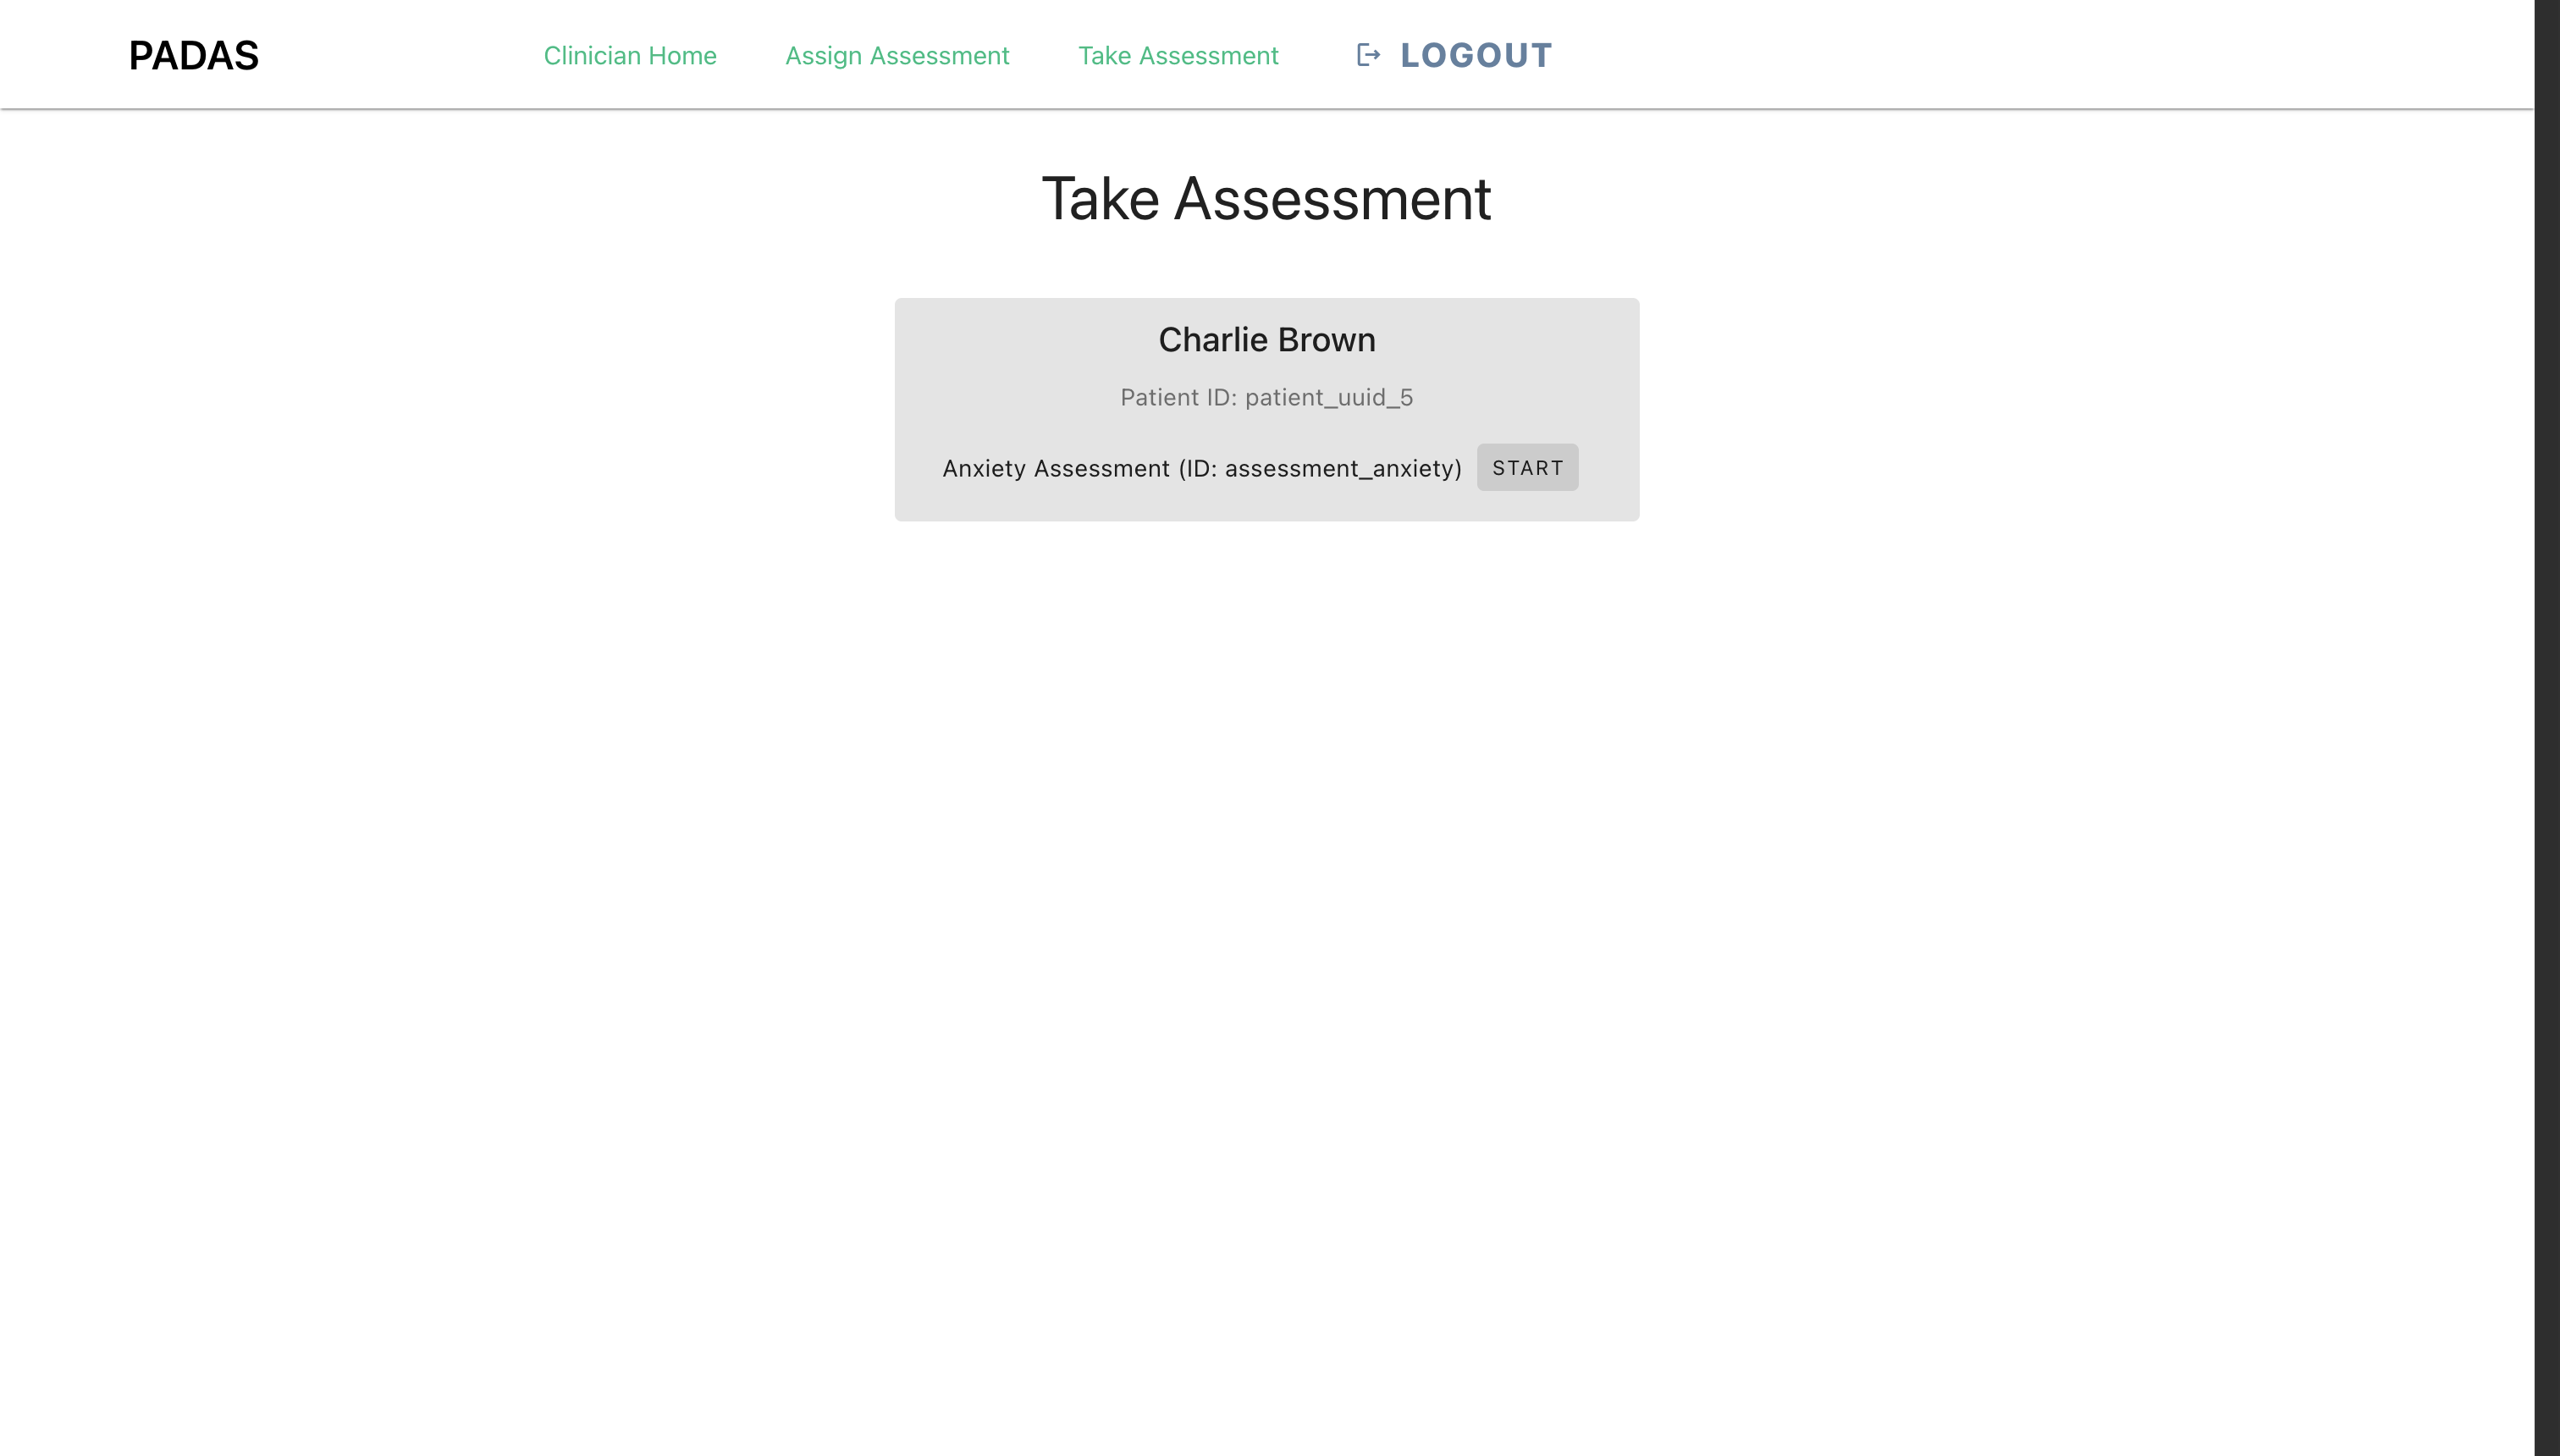 PADAS
Clinician Home
Assign Assessment
Take Assessment
LOGOUT
Take Assessment
Charlie Brown
Patient ID: patient_uuid_5
Anxiety Assessment (ID: assessment_anxiety)
START